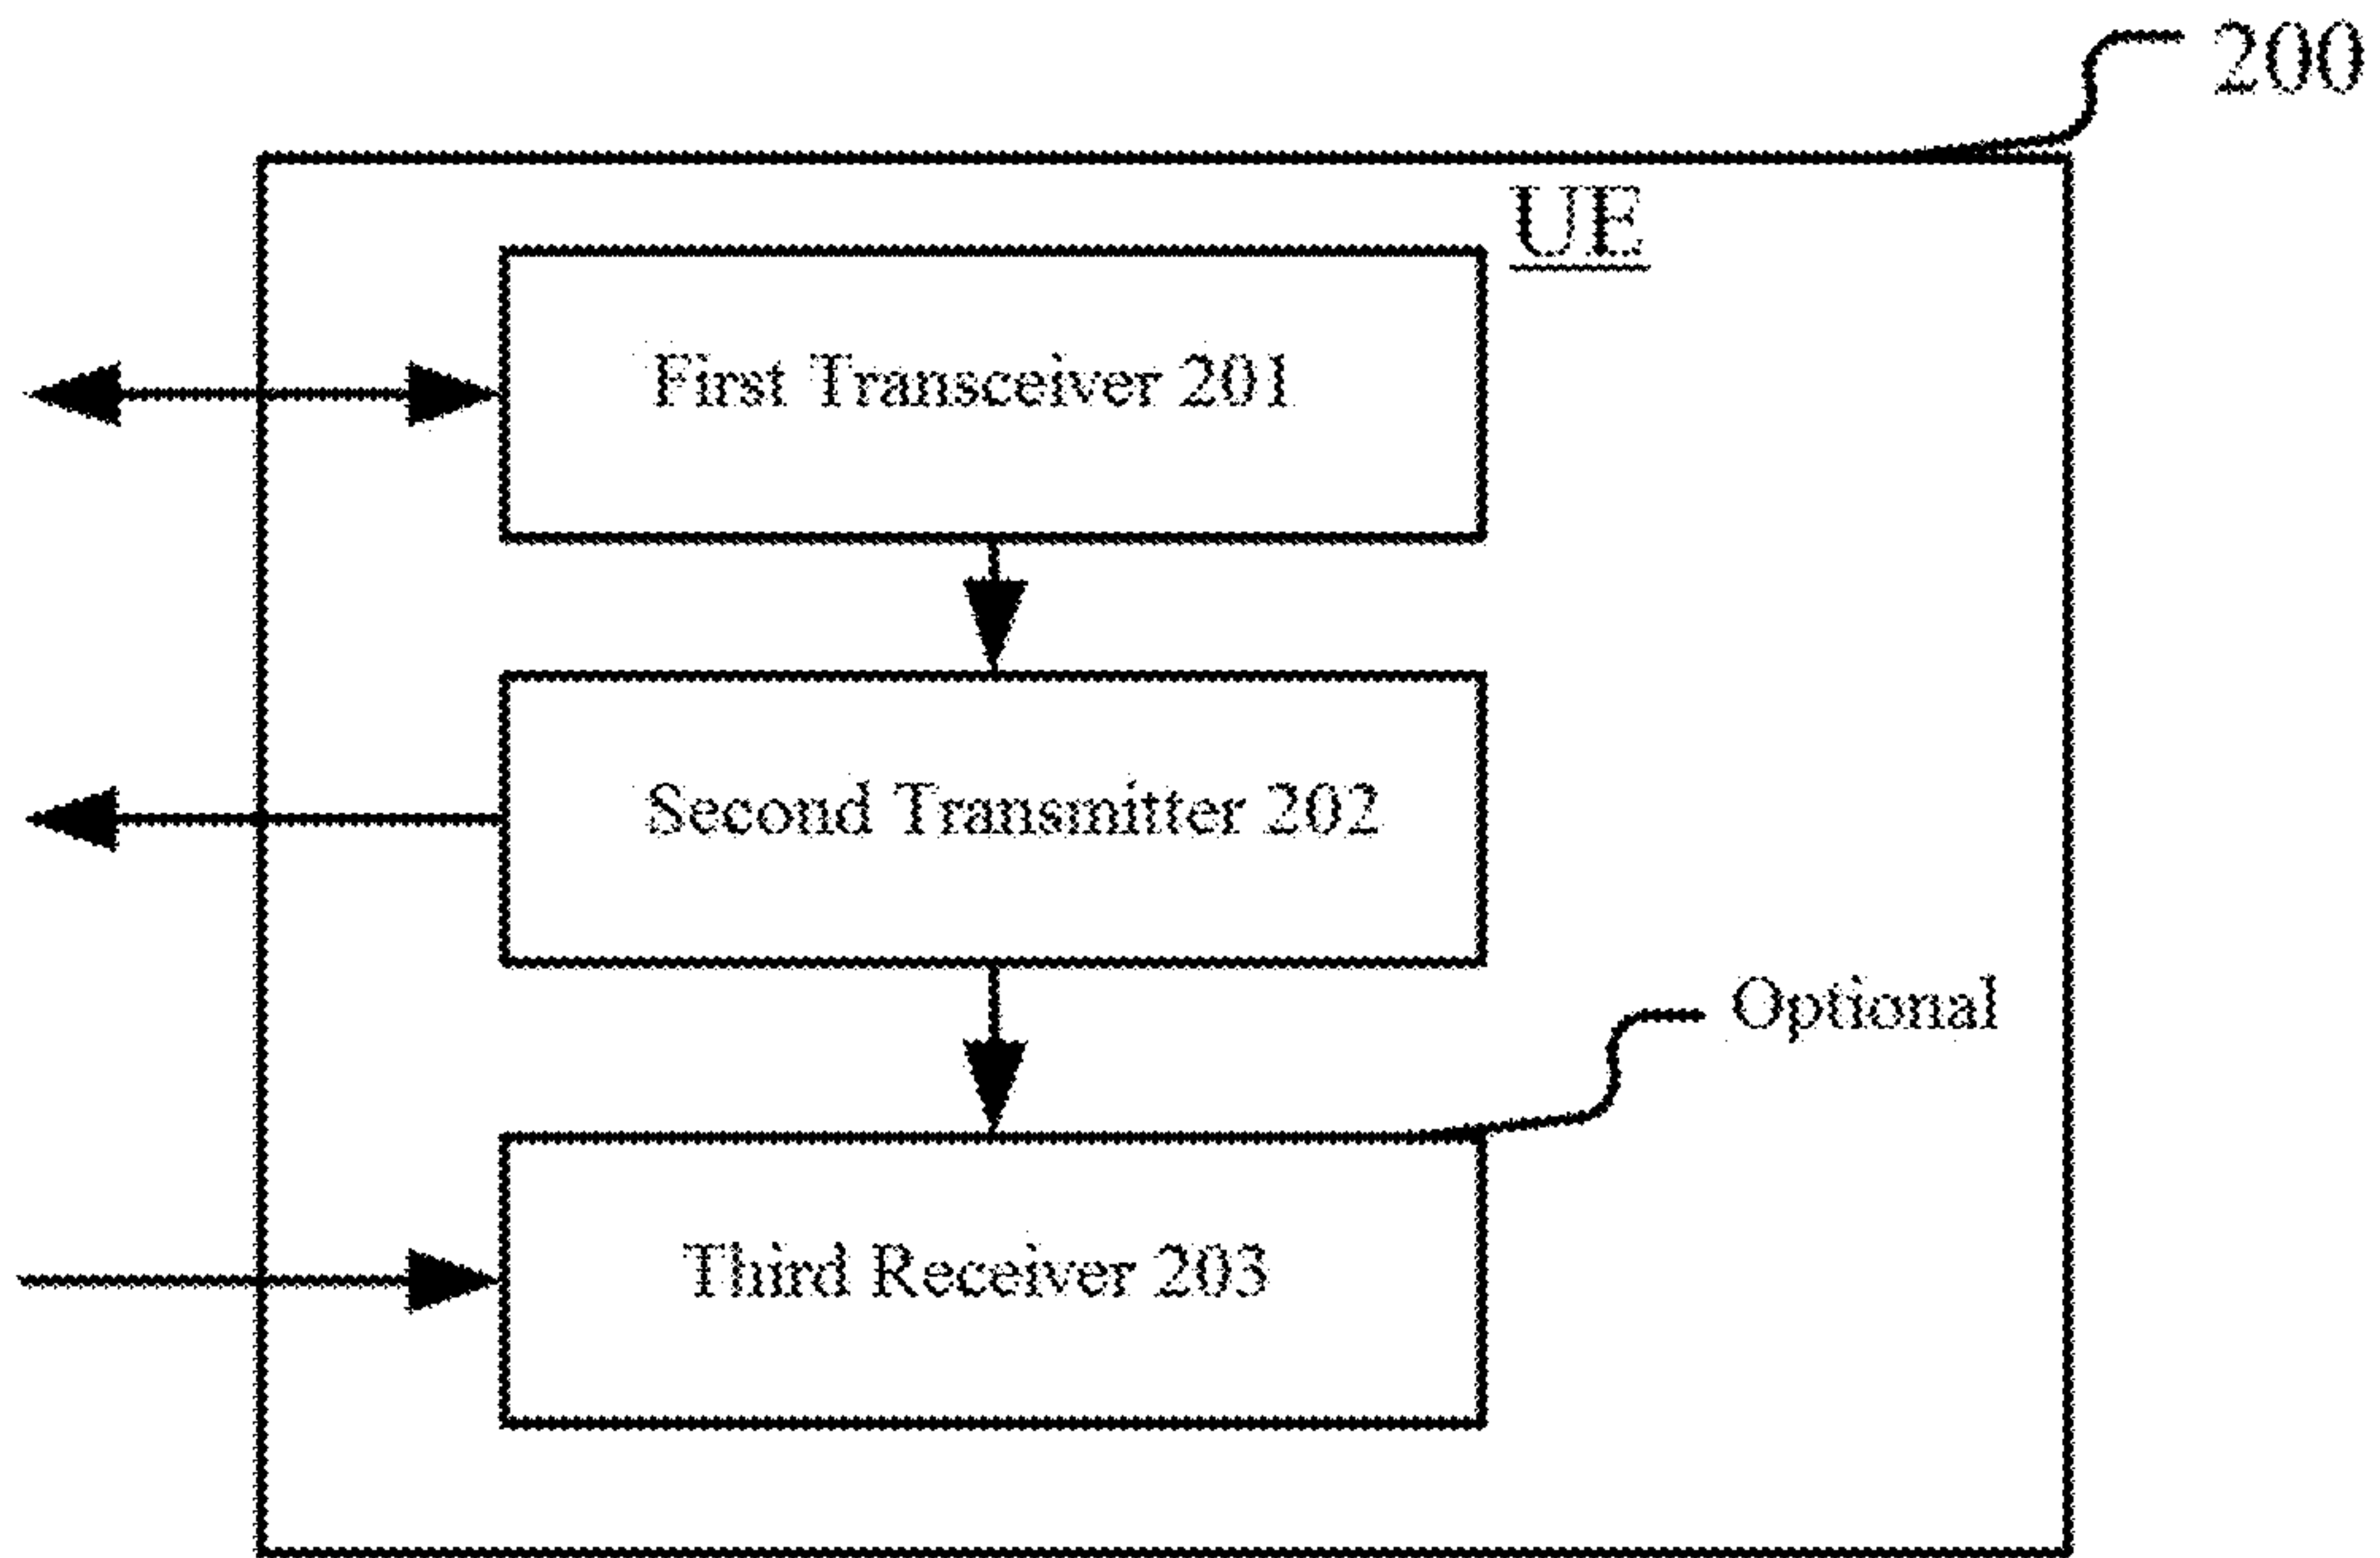 200
UE
First Transceiver 201
Second Transmitter 202
Optional
Third Receiver 203